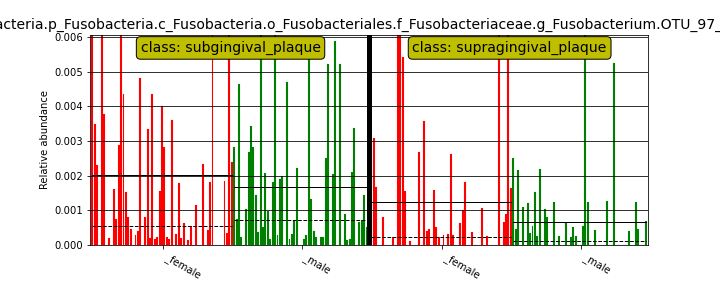 acteria.p_Fusobacteria.c_Fusobacteria.o_Fusobacteriales.f_Fusobacteriaceae.g_Fusobacterium.OTU_97_
class: subgingival_plaque
class: supragingival_plaque
Relative abundance
0.006
0.005
0.004
0.003
0.002
0.001
0.000
_female
_male
_female
_male